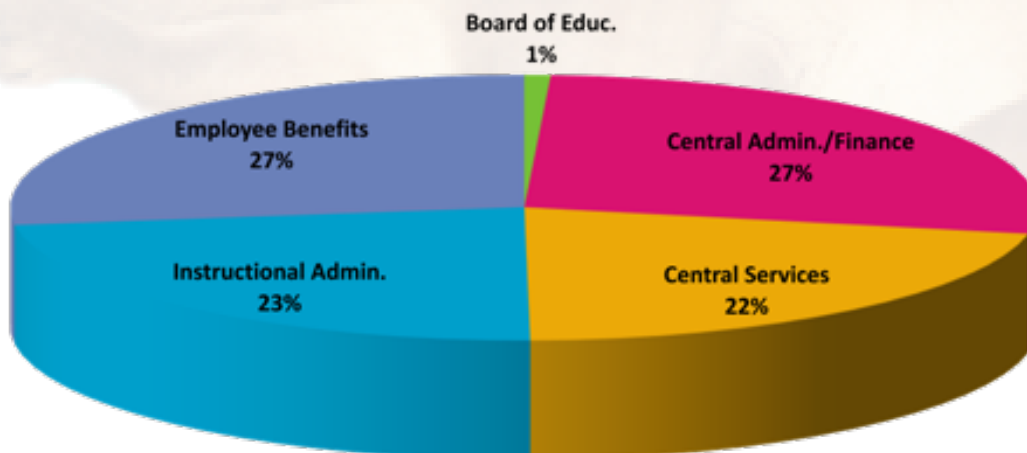 Board of Educ.
1%
Employee Benefits
27%
Central Admin./Finance
27%
Instructional Admin.
23%
Central Services
22%